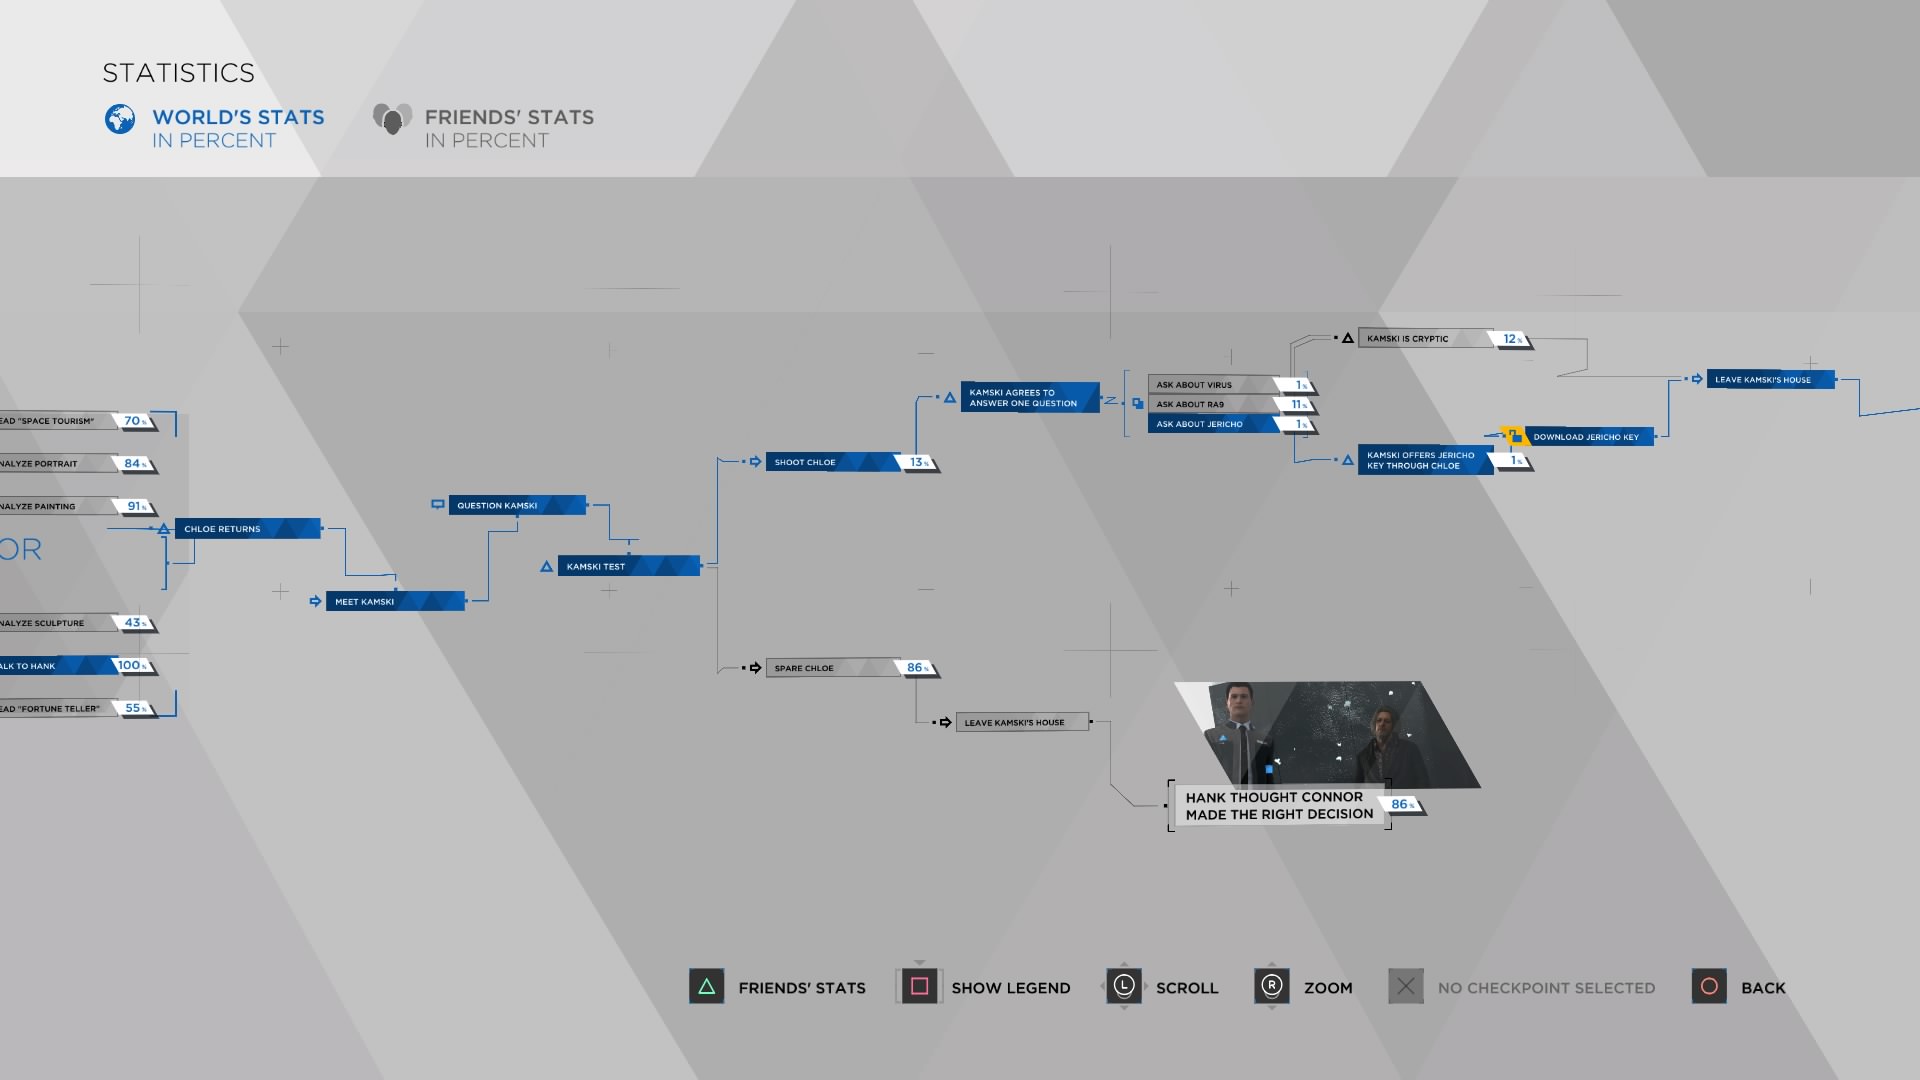 STATISTICS
WORLD'S STATS
IN PERCENT
FRIENDS' STATS
IN PERCENT
EAD "SPACE TOURISM" 70%
NALYZE PORTRAIT 84%
NALYZE PAINTING 91%
OR
NALYZE SCULPTURE 43%
ALK TO HANK 100%
EAD "FORTUNE TELLER" 55%
CHLOE RETURNS
MEET KAMSKI
QUESTION KAMSKI
KAMSKI TEST
SHOOT CHLOE 13%
SPARE CHLOE 86%
KAMSKI AGREES TO
ANSWER ONE QUESTION
LEAVE KAMSKI'S HOUSE
ASK ABOUT VIRUS 1%
ASK ABOUT RA9 11%
ASK ABOUT JERICHO 1%
HANK THOUGHT CONNOR
MADE THE RIGHT DECISION 86%
KAMSKI IS CRYPTIC 12%
KAMSKI OFFERS JERICHO
KEY THROUGH CHLOE 1%
DOWNLOAD JERICHO KEY
LEAVE KAMSKI'S HOUSE
FRIENDS' STATS
SHOW LEGEND
L SCROLL
R ZOOM
NO CHECKPOINT SELECTED
BACK